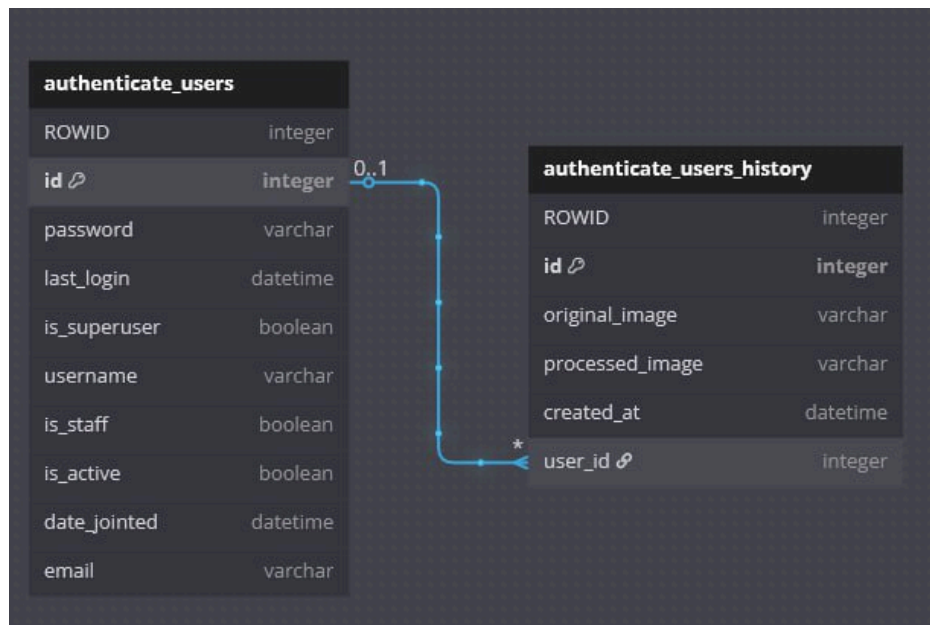 authenticate_users
ROWID integer
id integer
password varchar
last_login datetime
is_superuser boolean
username varchar
is_staff boolean
is_active boolean
date_jointed datetime
email varchar
0..1
*
authenticate_users_history
ROWID integer
id integer
original_image varchar
processed_image varchar
created_at datetime
user_id integer